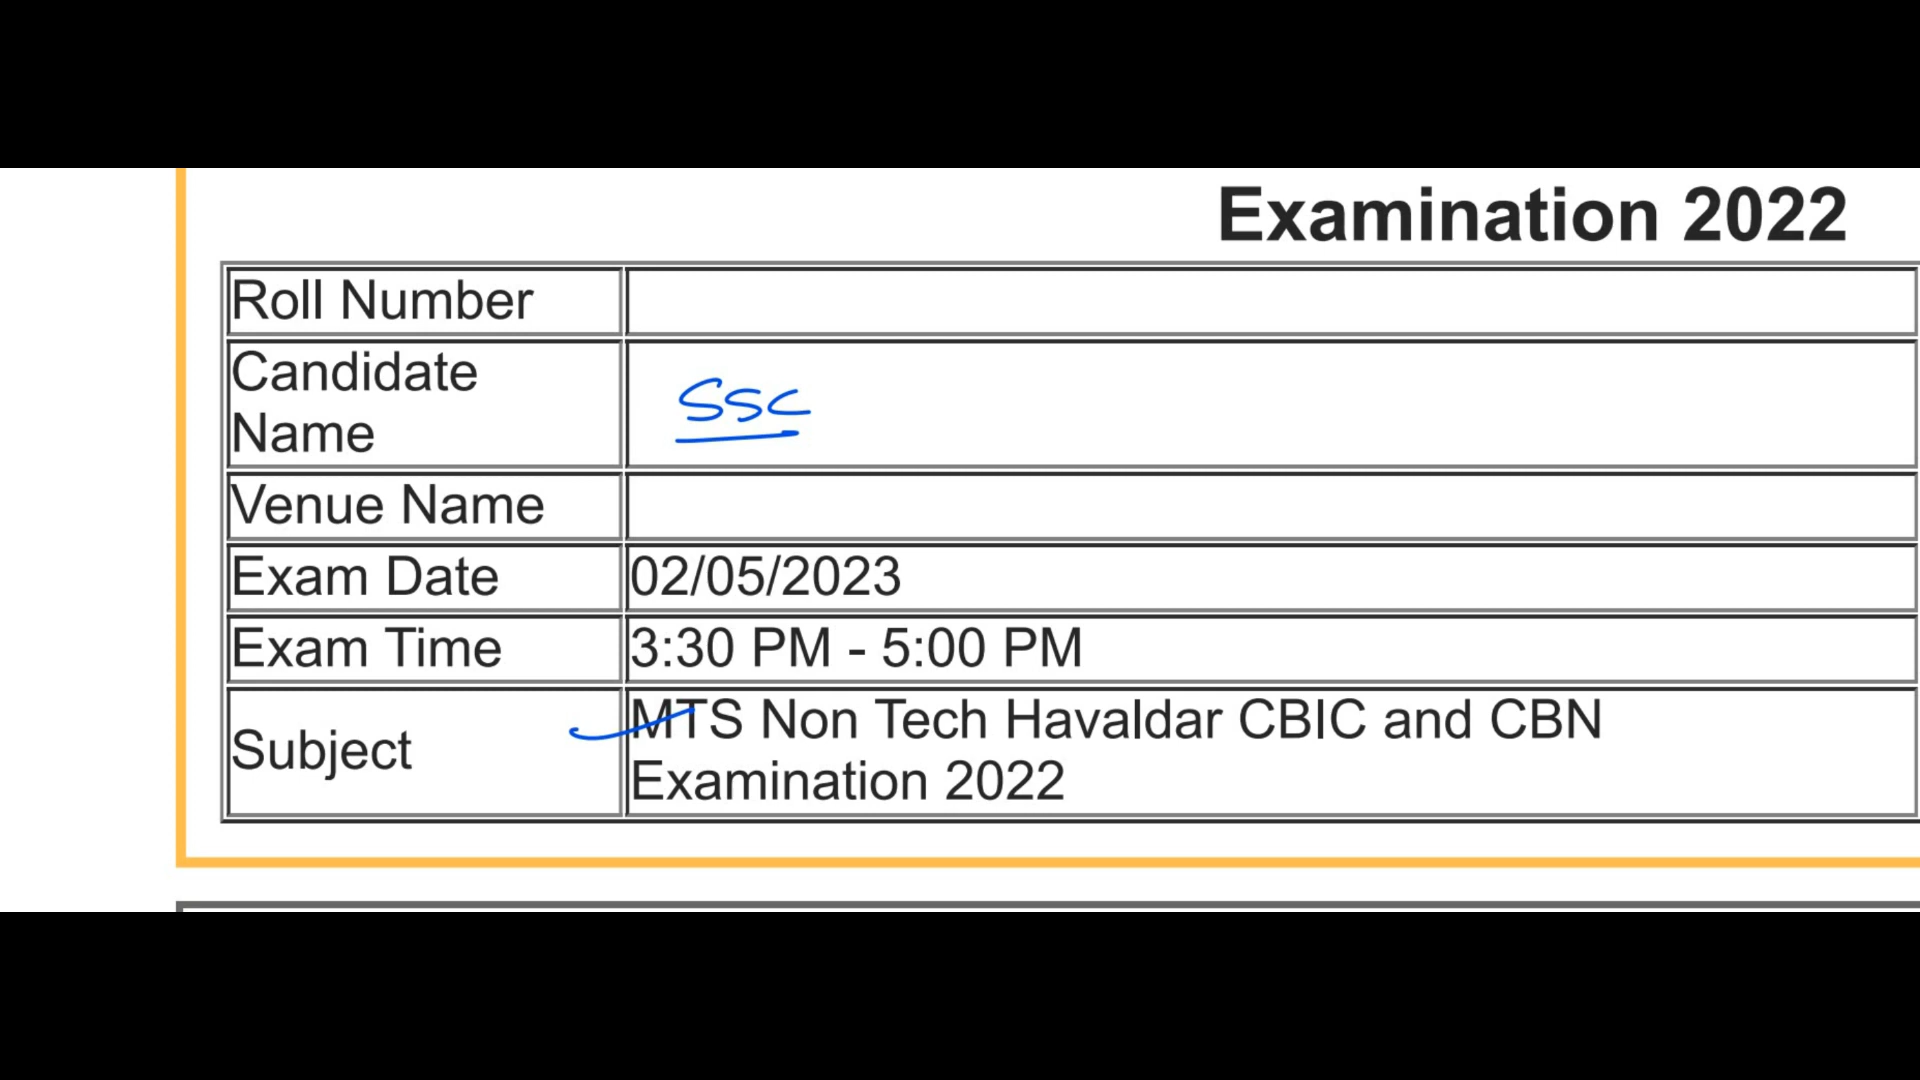 Examination 2022
Roll Number
Candidate
Name
SSC
Venue Name
Exam Date 02/05/2023
Exam Time 3:30 PM - 5:00 PM
Subject
MTS Non Tech Havaldar CBIC and CBN
Examination 2022